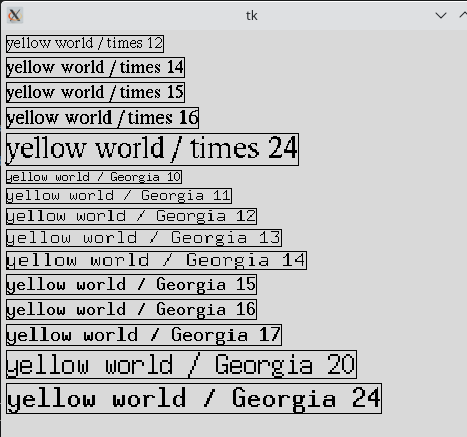 tk
yellow world / times 12
yellow world / times 14
yellow world / times 15
yellow world / times 16
yellow world / times 24
yellow world / Georgia 10
yellow world / Georgia 11
yellow world / Georgia 12
yellow world / Georgia 13
yellow world / Georgia 14
yellow world / Georgia 15
yellow world / Georgia 16
yellow world / Georgia 17
yellow world / Georgia 20
yellow world / Georgia 24